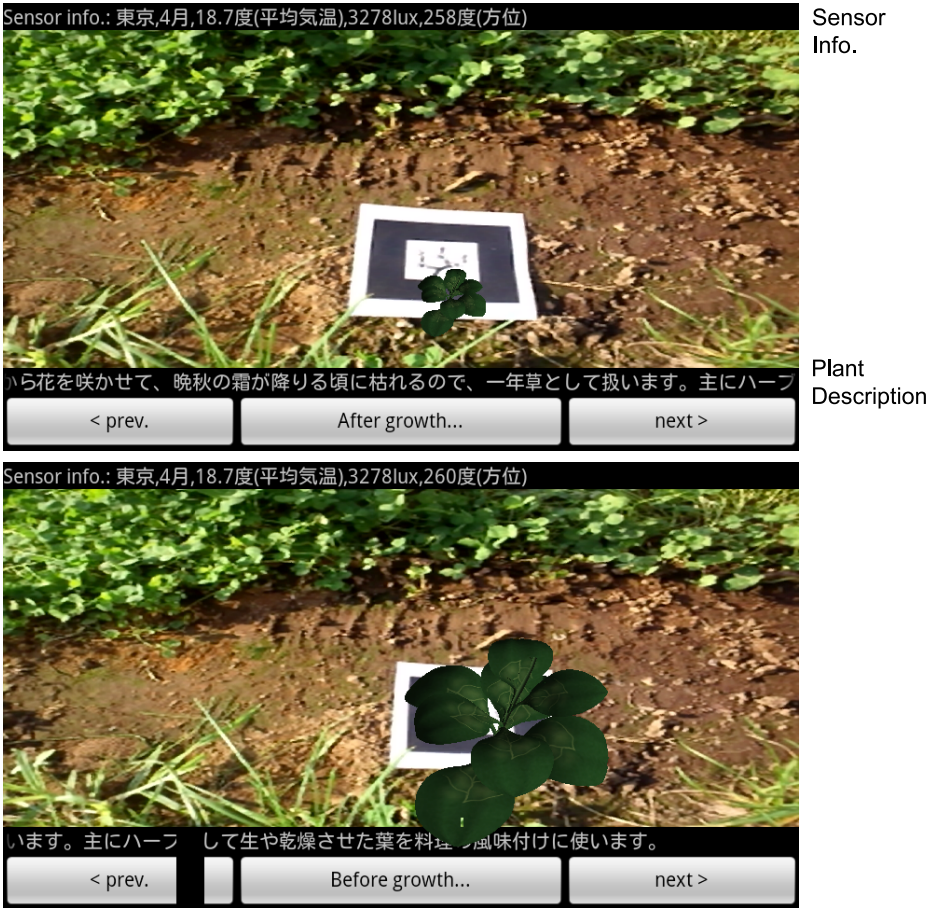 Sensor info.: 東京,4月,18.7度(平均気温),3278lux,258度(方位)
Sensor
Info.
から花を咲かせて、晩秋の霜が降りる頃に枯れるので、一年草として扱います。主にハーブ
Plant
Description
< prev.
After growth...
next >
Sensor info.: 東京,4月,18.7度(平均気温),3278lux,260度(方位)
います。主にハーブ して生や乾燥させた葉を料理 風味付けに使います。
< prev.
Before growth...
next >